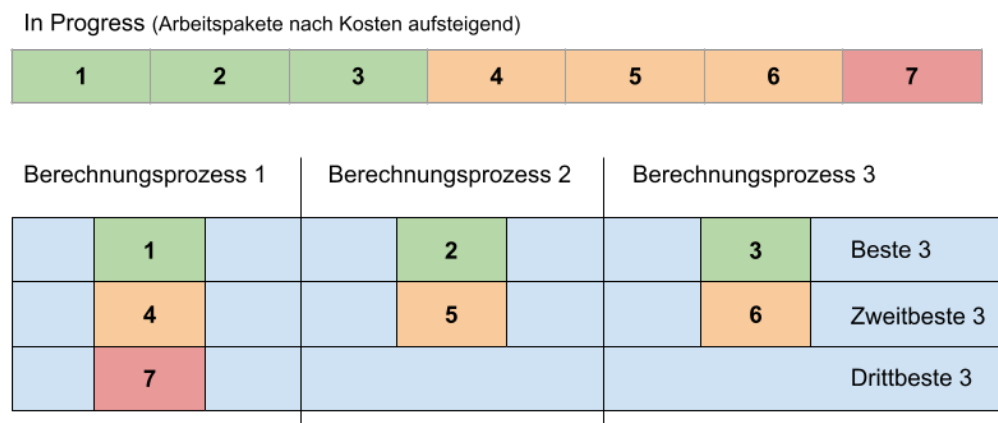 In Progress (Arbeitspakete nach Kosten aufsteigend)
1 2 3 4 5 6 7
Berechnungsprozess 1 Berechnungsprozess 2 Berechnungsprozess 3
1 2 3 Beste 3
4 5 6 Zweitbeste 3
7 Drittbeste 3